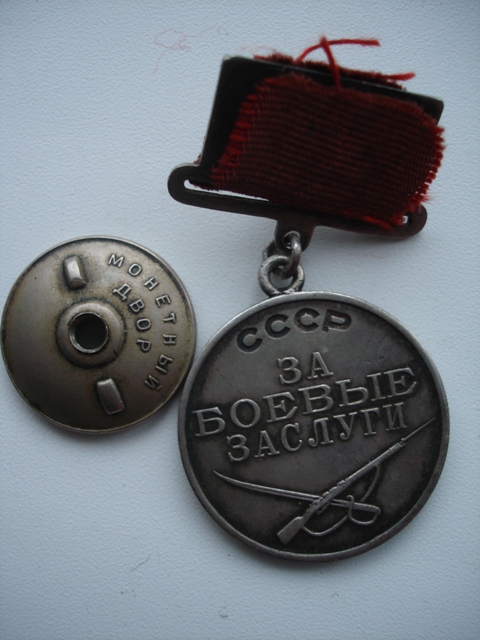 МОНЕТНЫЙ
ДВОР
СССР
ЗА
БОЕВЫЕ
ЗАСЛУГИ